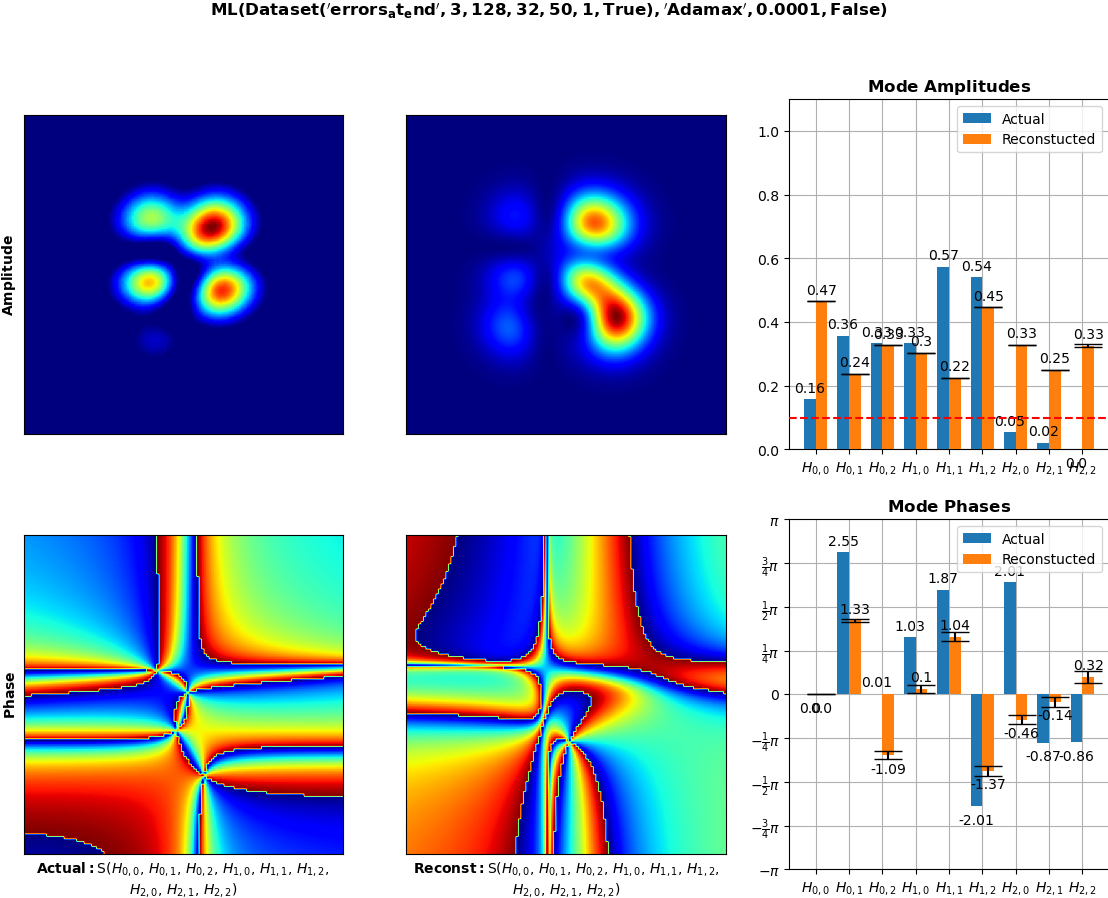 ML(Dataset('errors_at_end', 3, 128, 32, 50, 1, True), 'Adamax', 0.0001, False)
Amplitude
Mode Amplitudes
Actual
Reconstucted
1.0
0.8
0.6
0.4
0.2
0.0
0.16 0.47 0.36 0.24 0.33 0.33 0.33 0.3 0.57 0.22 0.54 0.45 0.05 0.33 0.02 0.25 0.0 0.33
H0,0 H0,1 H0,2 H1,0 H1,1 H1,2 H2,0 H2,1 H2,2
Phase
Actual: S(H0,0, H0,1, H0,2, H1,0, H1,1, H1,2,
H2,0, H2,1, H2,2)
Reconst: S(H0,0, H0,1, H0,2, H1,0, H1,1, H1,2,
H2,0, H2,1, H2,2)
Mode Phases
Actual
Reconstucted
π
3/4π
1/2π
1/4π
0
−1/4π
−1/2π
−3/4π
−π
0.0 0.0 2.55 1.33 0.01 -1.09 1.03 0.1 1.87 1.04 -2.01 -1.37 2.01 -0.46 -0.87 -0.14 -0.86 0.32
H0,0 H0,1 H0,2 H1,0 H1,1 H1,2 H2,0 H2,1 H2,2